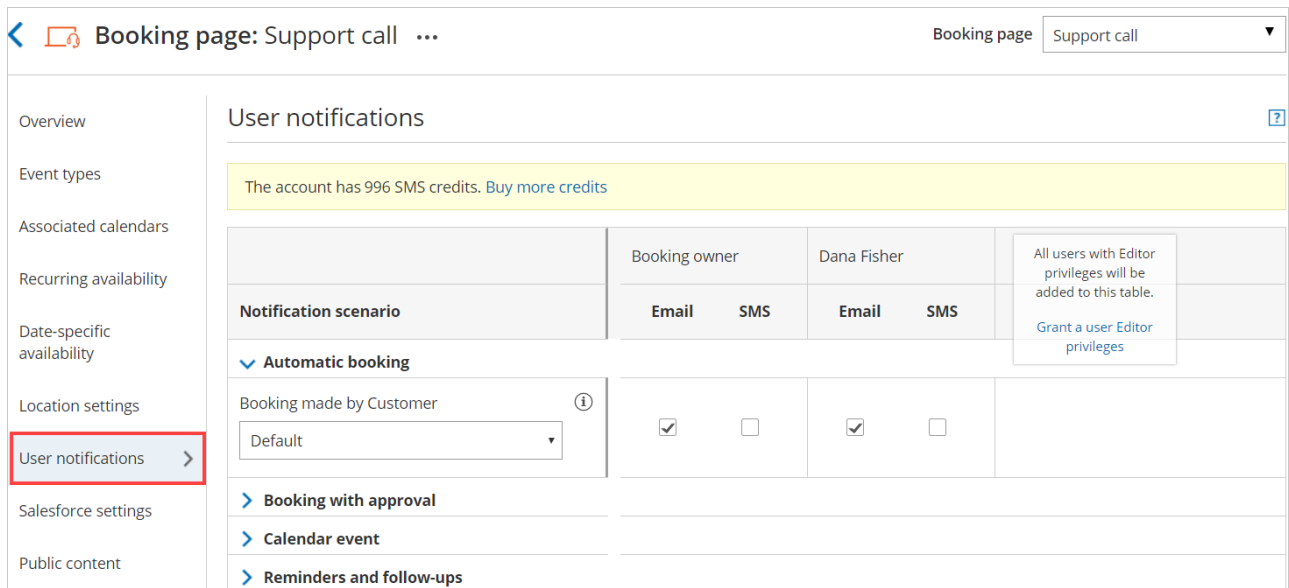 Booking page: Support call ...
Booking page
Support call
Overview
Event types
Associated calendars
Recurring availability
Date-specific
availability
Location settings
User notifications
Salesforce settings
Public content
User notifications
?
The account has 996 SMS credits. Buy more credits
Booking owner
Dana Fisher
All users with Editor
privileges will be
added to this table.
Grant a user Editor
privileges
Notification scenario
Email
SMS
Email
SMS
Automatic booking
Booking made by Customer
i
Default
Booking with approval
Calendar event
Reminders and follow-ups